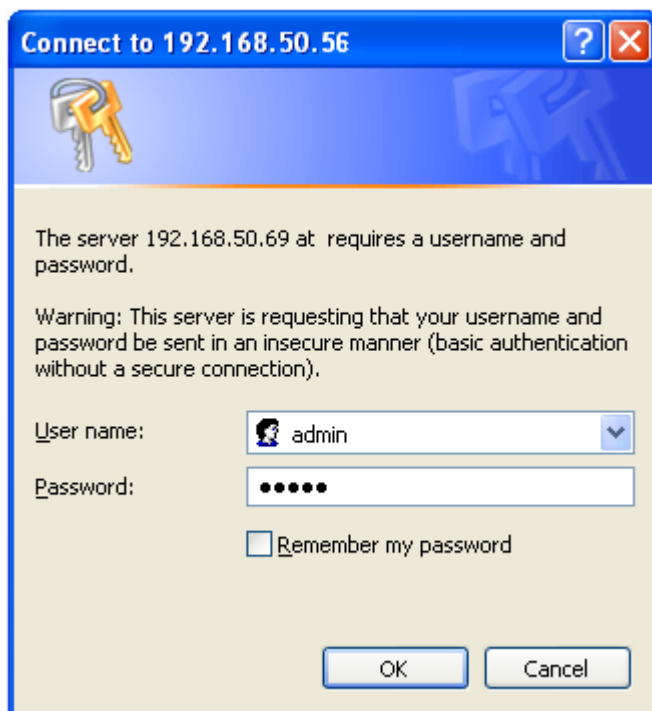 Connect to 192.168.50.56
The server 192.168.50.69 at  requires a username and
password.
Warning: This server is requesting that your username and
password be sent in an insecure manner (basic authentication
without a secure connection).
User name:
admin
Password:
•••••
Remember my password
OK
Cancel